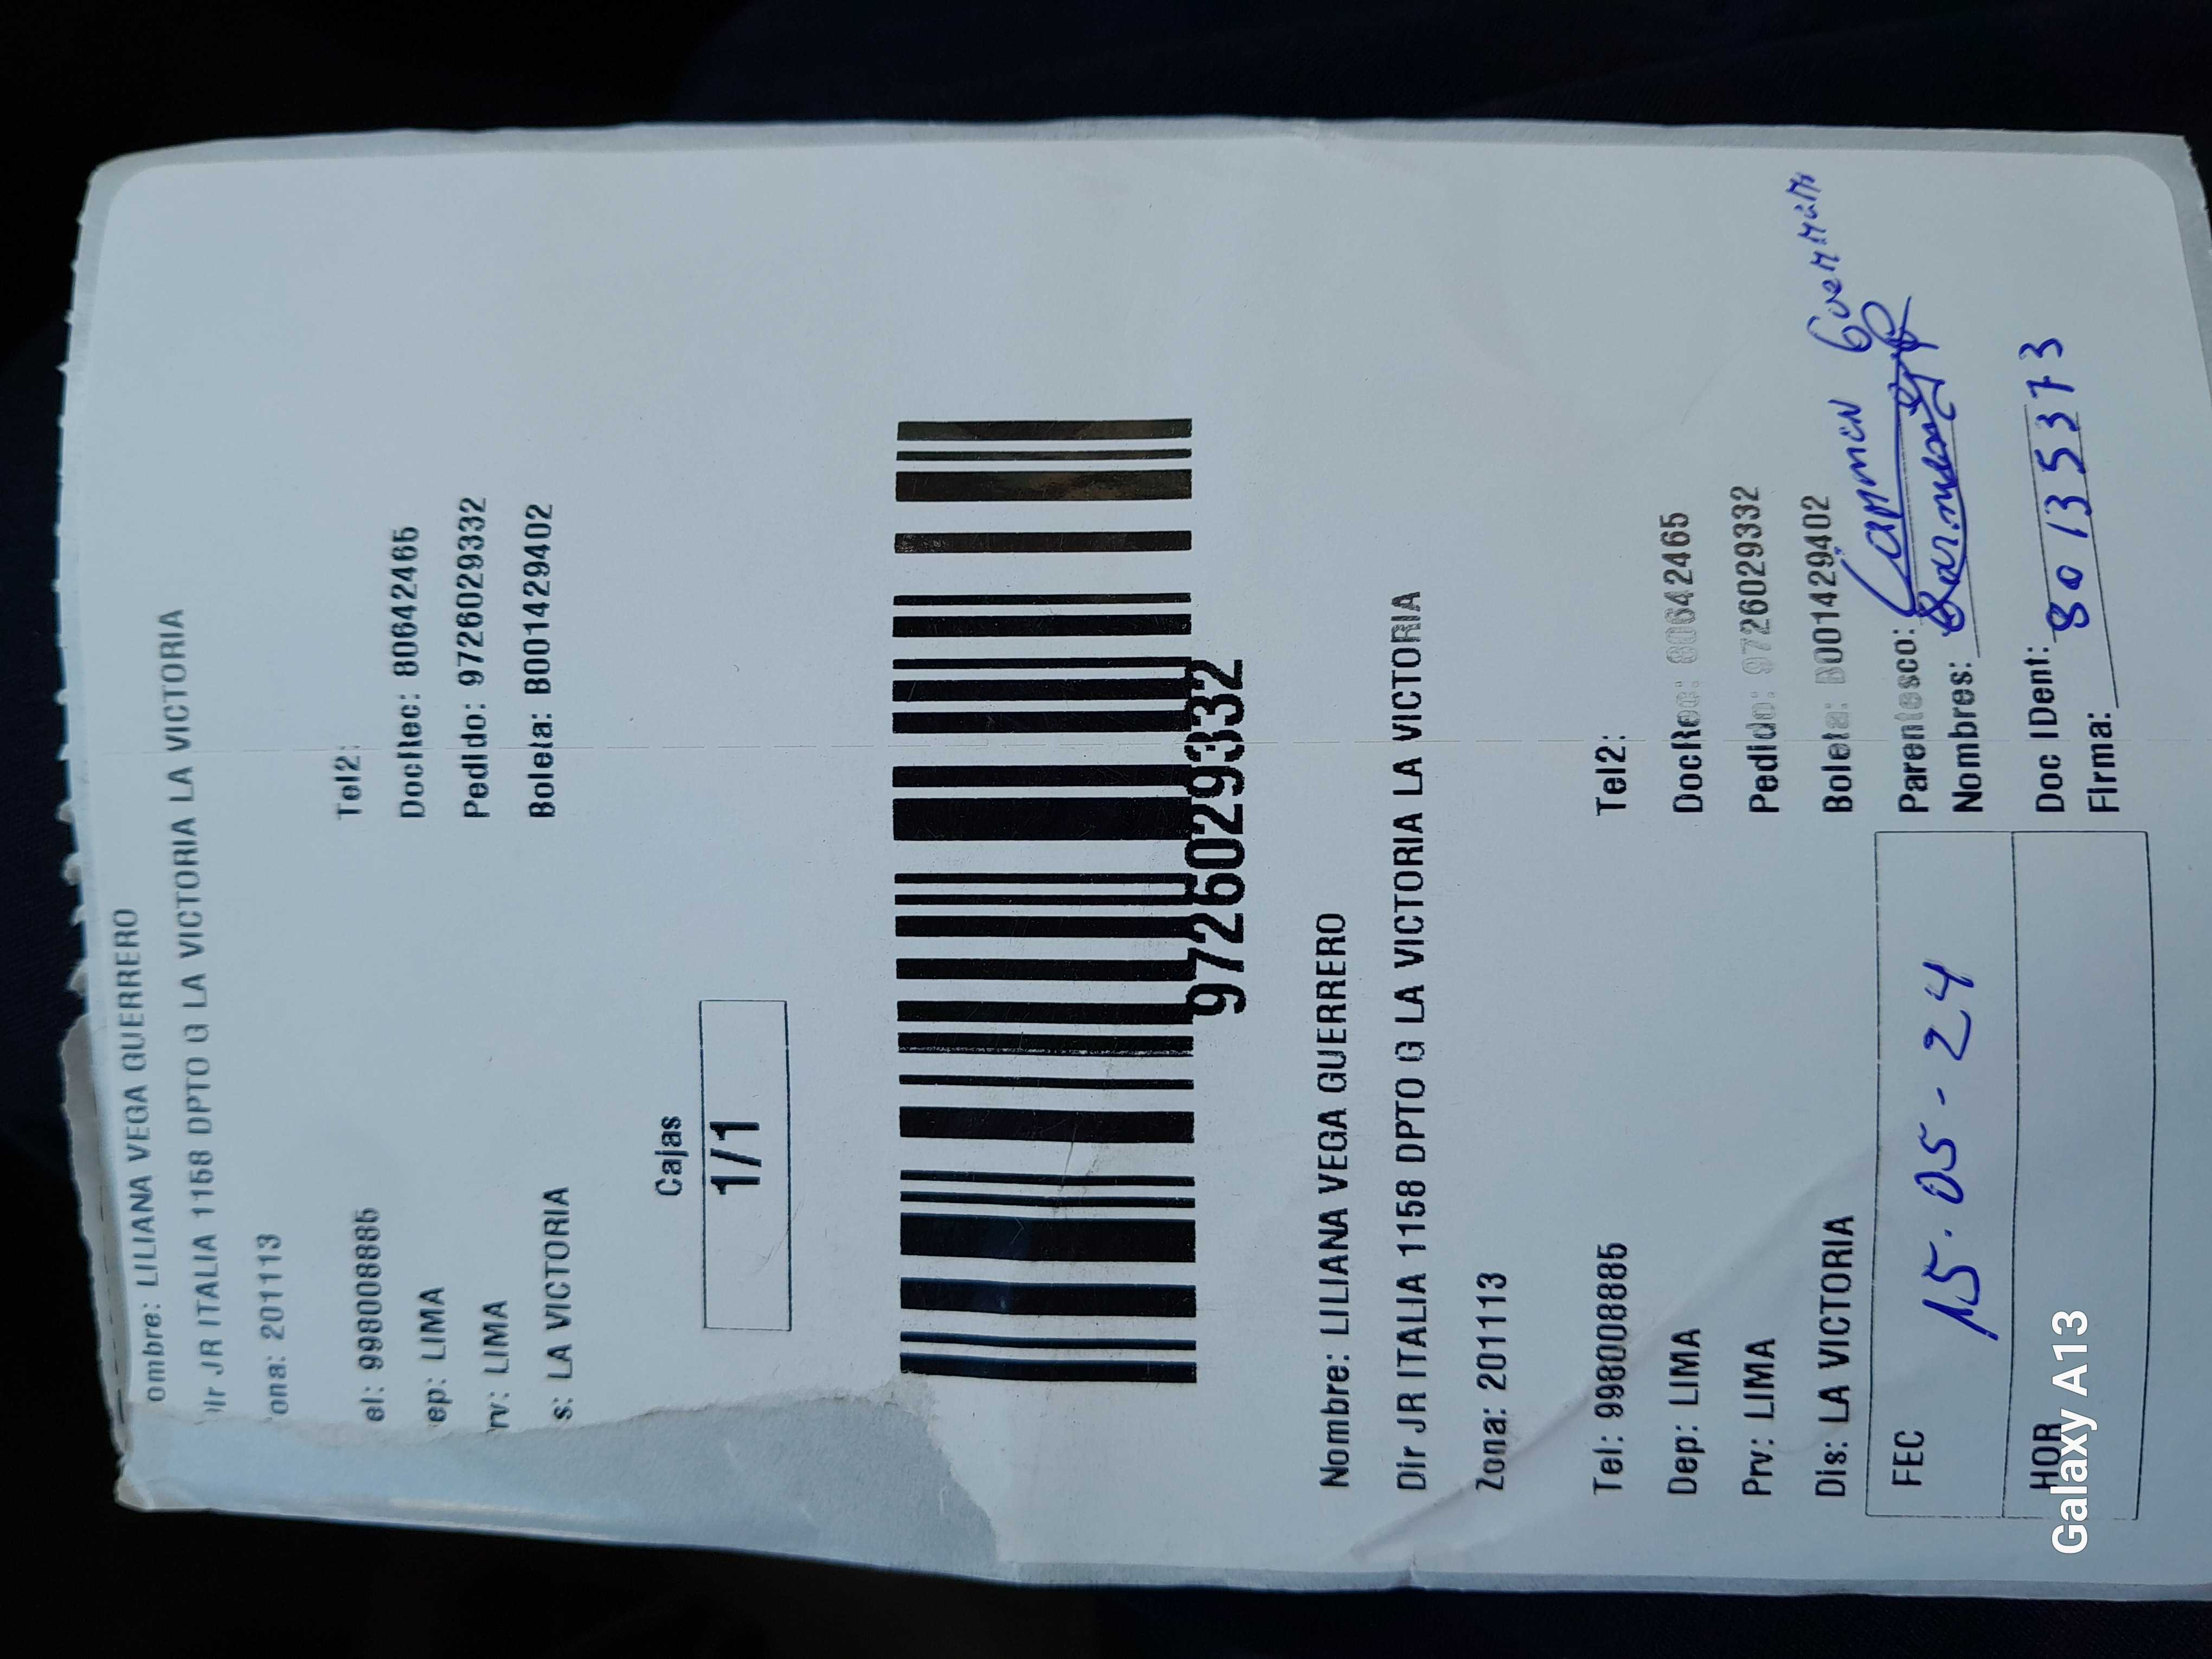 ombre: LILIANA VEGA GUERRERO
Dir JR ITALIA 1158 DPTO G LA VICTORIA LA VICTORIA
ona: 201113
el: 998008885 Tel2:
ep: LIMA DocRec: 80642465
rv: LIMA Pedido: 9726029332
s: LA VICTORIA Boleta: B001429402
Cajas
1/1
9726029332
Nombre: LILIANA VEGA GUERRERO
Dir JR ITALIA 1158 DPTO G LA VICTORIA LA VICTORIA
Zona: 201113
Tel: 998008885 Tel2:
Dep: LIMA DocRec: 80642465
Prv: LIMA Pedido: 9726029332
Dis: LA VICTORIA Boleta: B001429402
FEC 15-05-24 Parentesco: Carmen
Nombres:
HOR Doc IDent: 80135373
Firma:
Galaxy A13